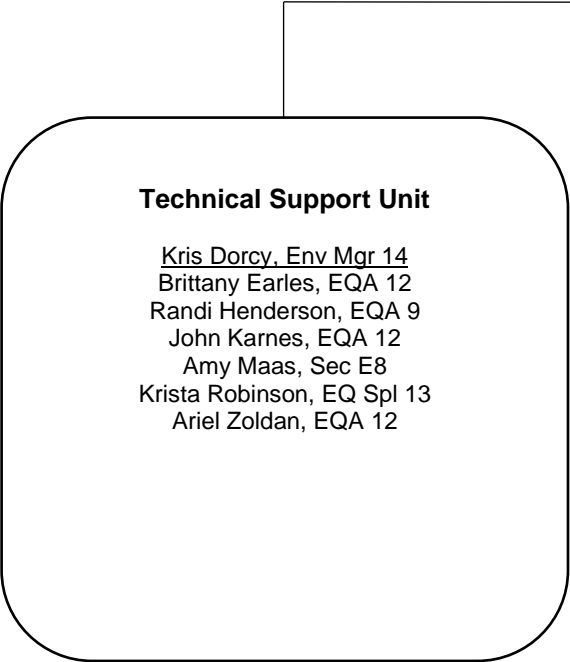 Technical Support Unit
Kris Dorcy, Env Mgr 14
Brittany Earles, EQA 12
Randi Henderson, EQA 9
John Karnes, EQA 12
Amy Maas, Sec E8
Krista Robinson, EQ Spl 13
Ariel Zoldan, EQA 12